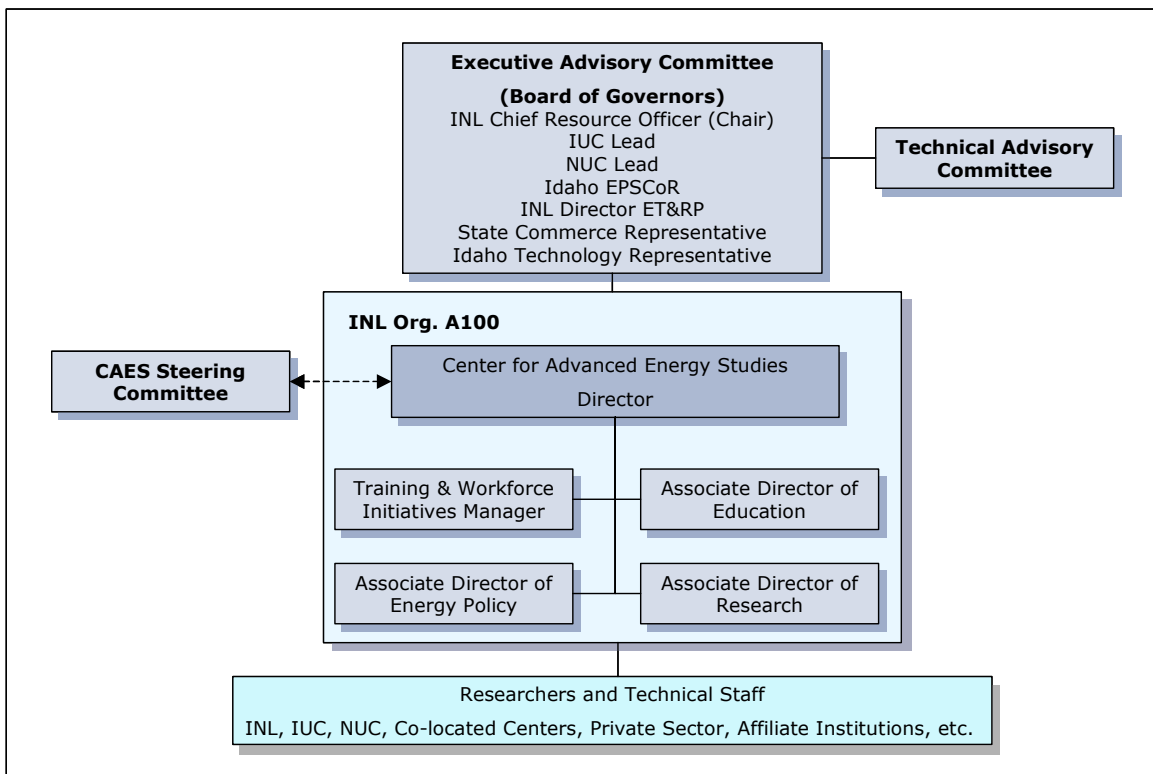 Executive Advisory Committee
(Board of Governors)
INL Chief Resource Officer (Chair)
IUC Lead
NUC Lead
Idaho EPSCoR
INL Director ET&RP
State Commerce Representative
Idaho Technology Representative
Technical Advisory
Committee
INL Org. A100
CAES Steering
Committee
Center for Advanced Energy Studies
Director
Training & Workforce
Initiatives Manager
Associate Director of
Education
Associate Director of
Energy Policy
Associate Director of
Research
Researchers and Technical Staff
INL, IUC, NUC, Co-located Centers, Private Sector, Affiliate Institutions, etc.